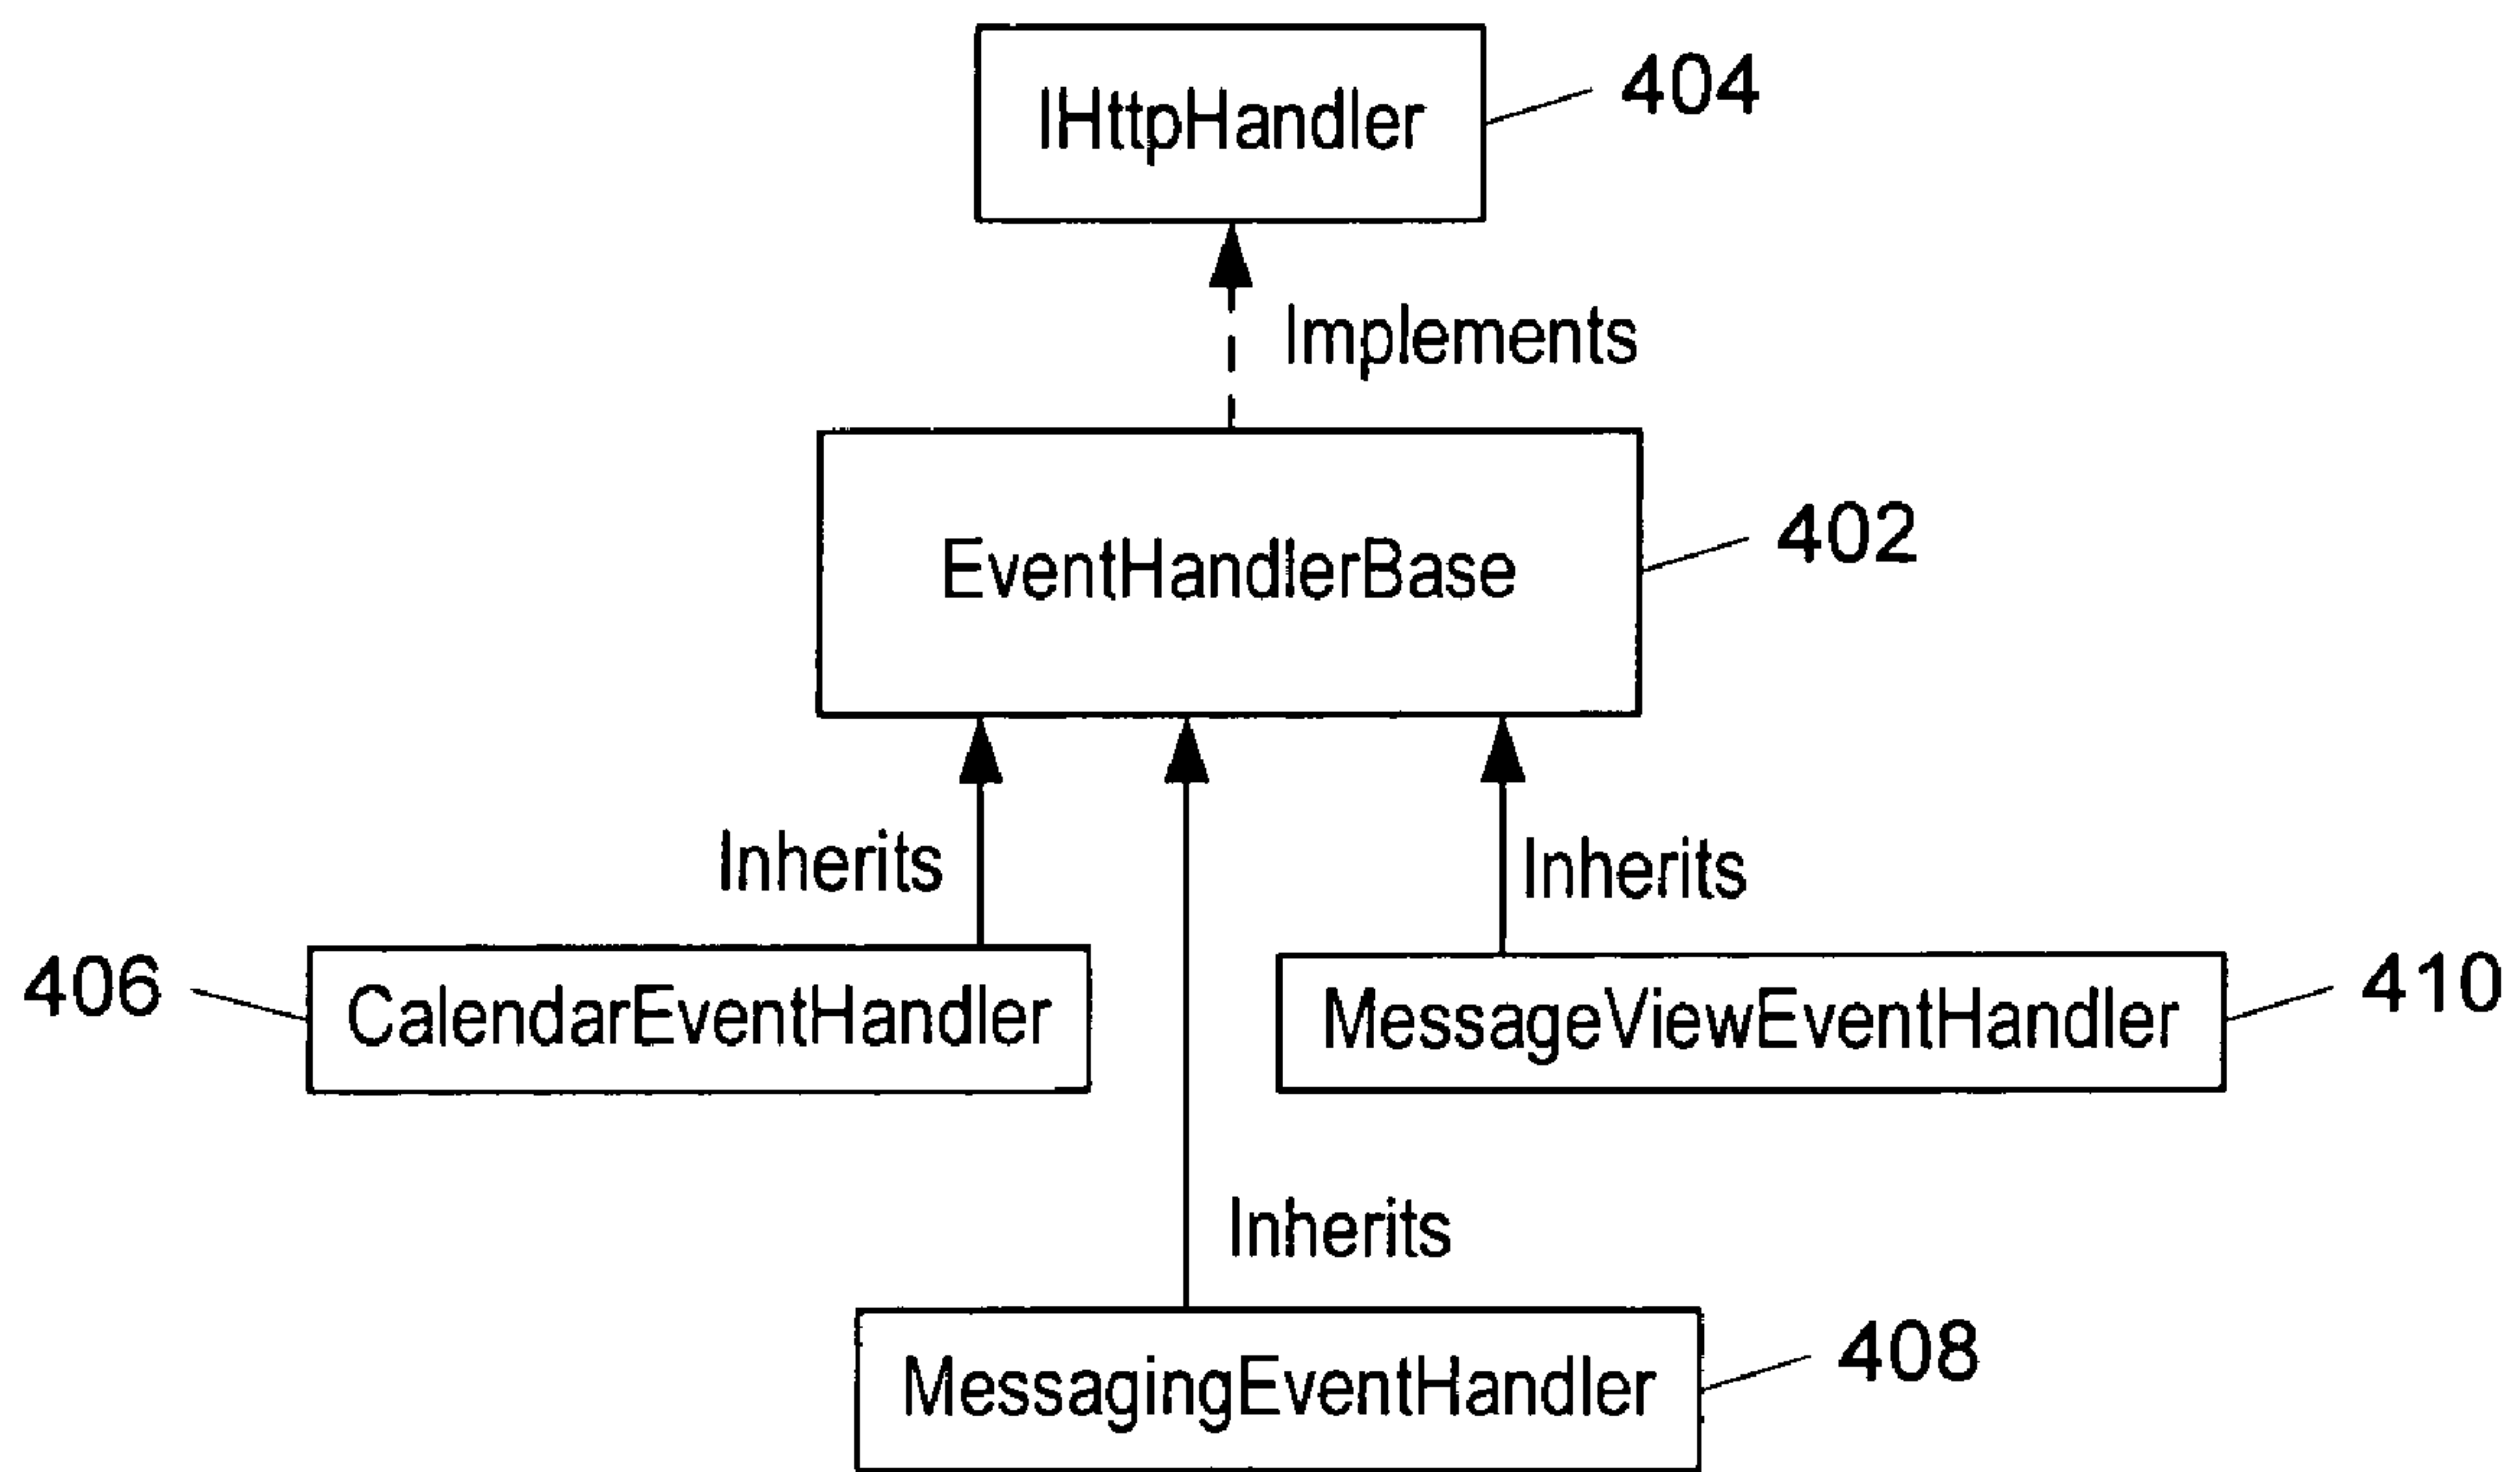 IHttpHandler
404
Implements
EventHandlerBase
402
Inherits
Inherits
406
CalendarEventHandler
MessageViewEventHandler
410
Inherits
MessagingEventHandler
408